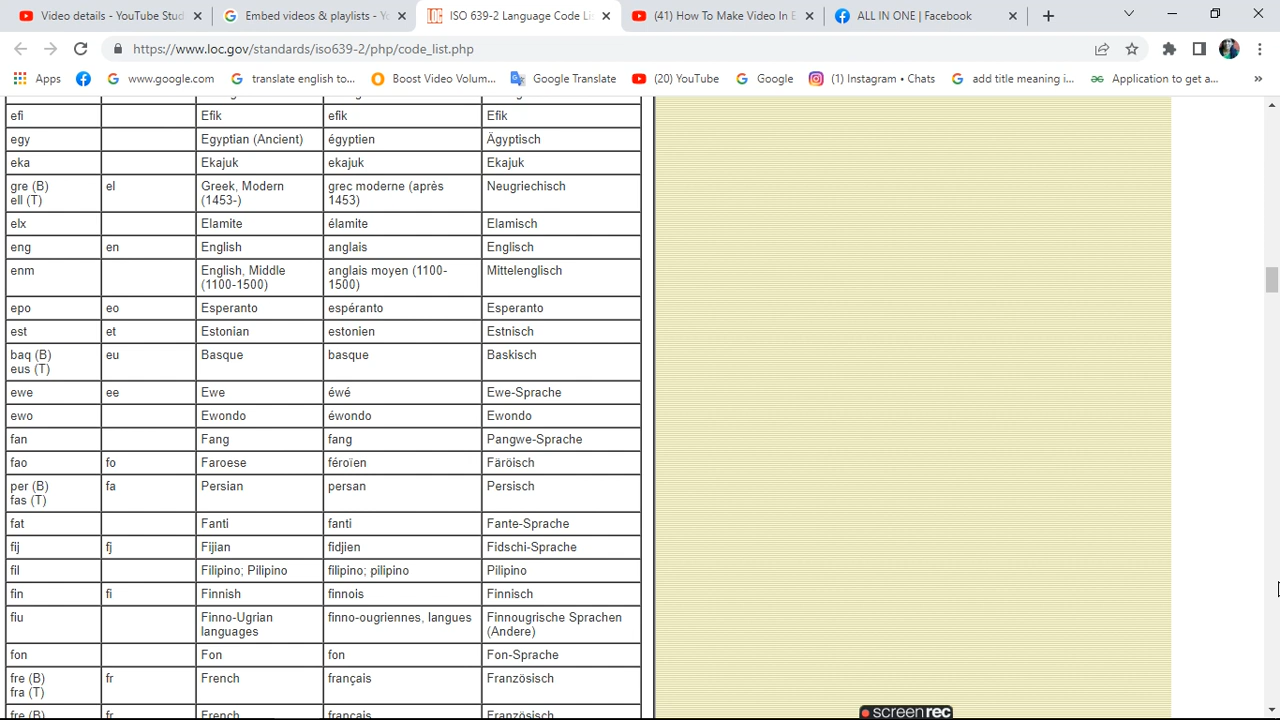 Video details - YouTube Stud
Embed videos & playlists - Yo
ISO 639-2 Language Code Lis
(41) How To Make Video In E
ALL IN ONE | Facebook
https://www.loc.gov/standards/iso639-2/php/code_list.php
Apps
www.google.com
translate english to...
Boost Video Volum...
Google Translate
(20) YouTube
Google
(1) Instagram • Chats
add title meaning i...
Application to get a...
»
efi Efik efik Efik
egy Egyptian (Ancient) égyptien Ägyptisch
eka Ekajuk ekajuk Ekajuk
gre (B) el Greek, Modern grec moderne (après Neugriechisch
ell (T) (1453-) 1453)
elx Elamite élamite Elamisch
eng en English anglais Englisch
enm English, Middle anglais moyen (1100- Mittelenglisch
(1100-1500) 1500)
epo eo Esperanto espéranto Esperanto
est et Estonian estonien Estnisch
baq (B) eu Basque basque Baskisch
eus (T)
ewe ee Ewe éwé Ewe-Sprache
ewo Ewondo éwondo Ewondo
fan Fang fang Pangwe-Sprache
fao fo Faroese féroïen Färöisch
per (B) fa Persian persan Persisch
fas (T)
fat Fanti fanti Fante-Sprache
fij fj Fijian fidjien Fidschi-Sprache
fil Filipino; Pilipino filipino; pilipino Pilipino
fin fi Finnish finnois Finnisch
fiu Finno-Ugrian finno-ougriennes, langues Finnougrische Sprachen
languages (Andere)
fon Fon fon Fon-Sprache
fre (B) fr French français Französisch
fra (T)
fre (B) fr French français Französisch
screenrec